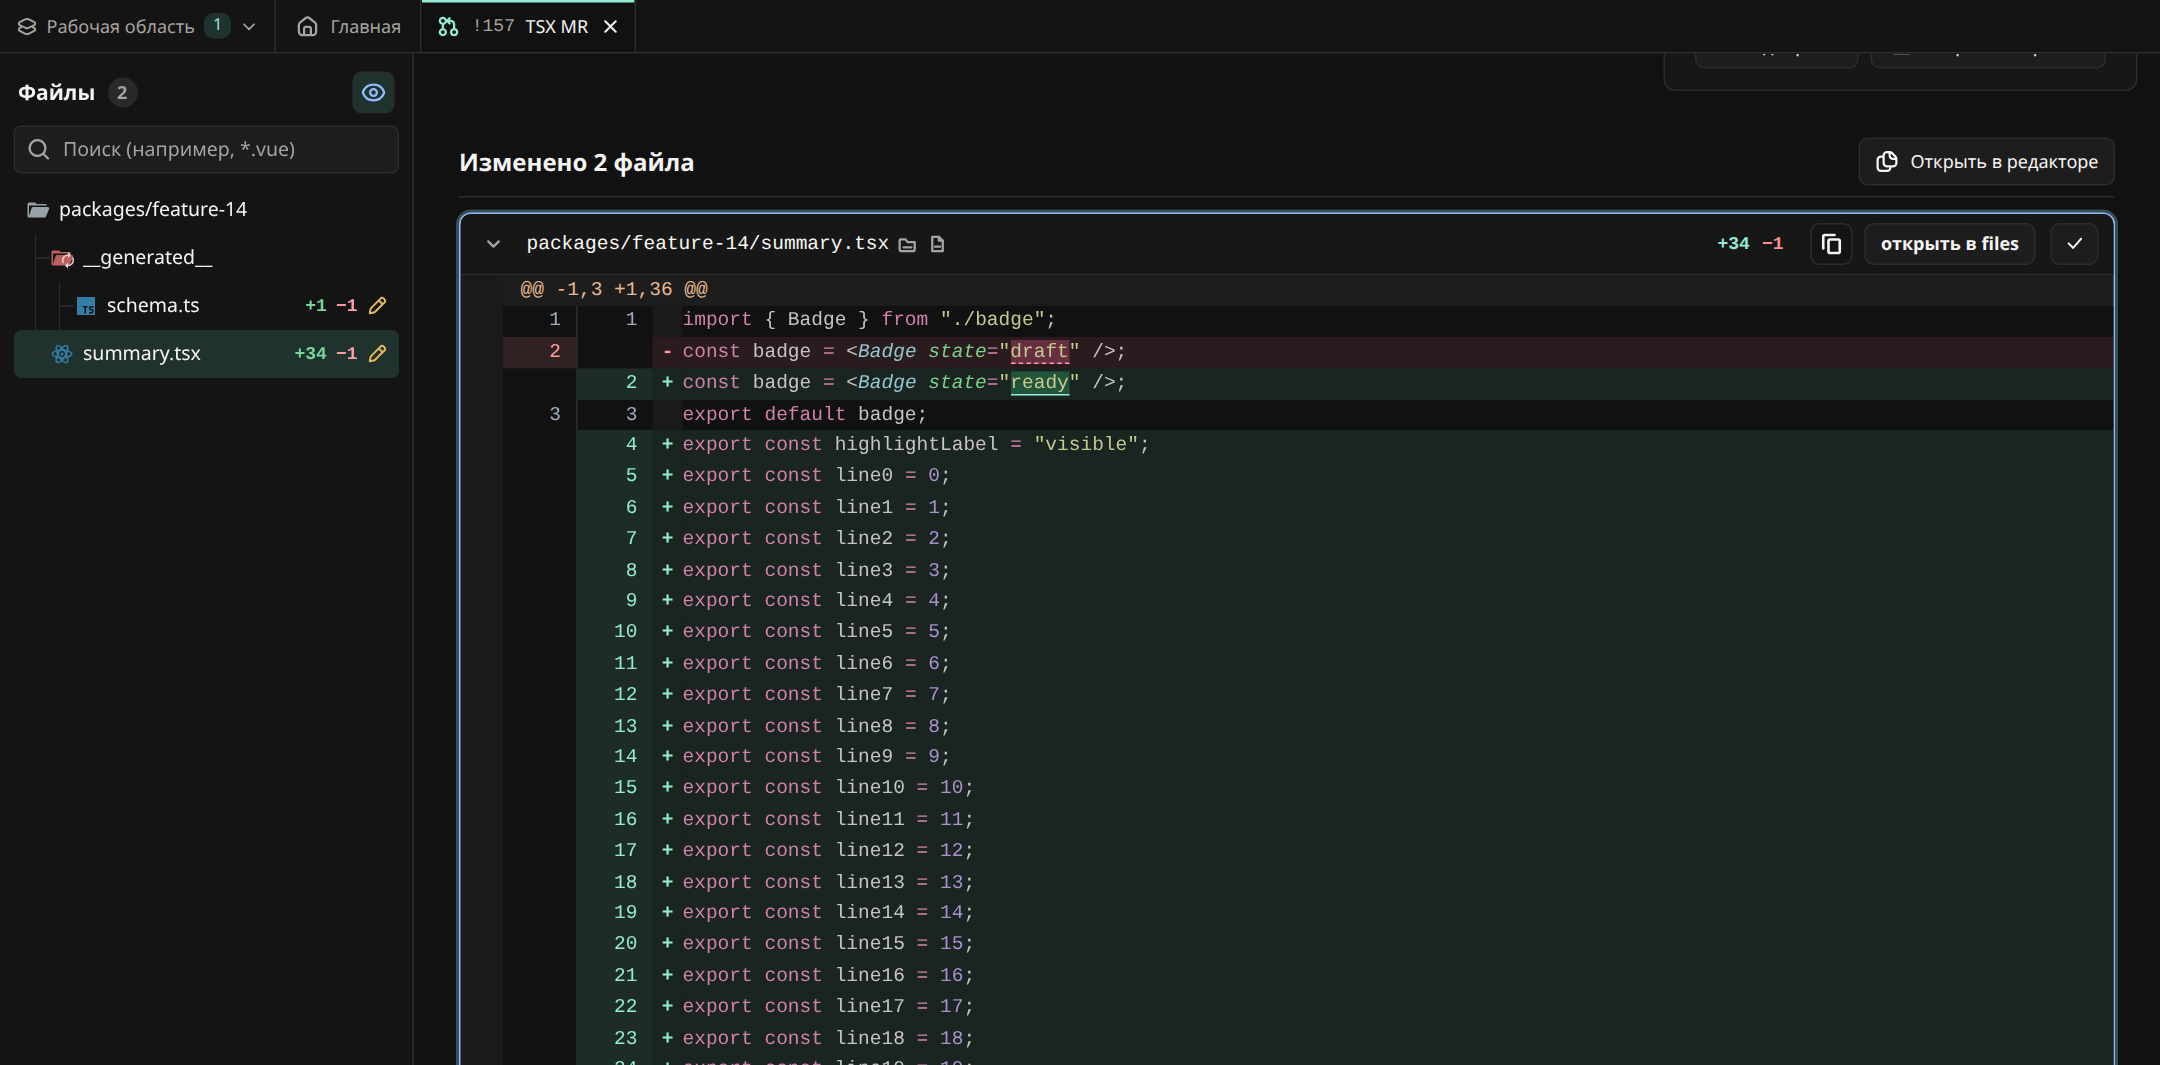 Рабочая область 1
Главная
!157 TSX MR
Файлы 2
Поиск (например, *.vue)
packages/feature-14
__generated__
schema.ts +1 −1
summary.tsx +34 −1
Изменено 2 файла
Открыть в редакторе
packages/feature-14/summary.tsx +34 −1 открыть в files
@@ -1,3 +1,36 @@
1 1 import { Badge } from "./badge";
2 - const badge = <Badge state="draft" />;
2 + const badge = <Badge state="ready" />;
3 3 export default badge;
4 + export const highlightLabel = "visible";
5 + export const line0 = 0;
6 + export const line1 = 1;
7 + export const line2 = 2;
8 + export const line3 = 3;
9 + export const line4 = 4;
10 + export const line5 = 5;
11 + export const line6 = 6;
12 + export const line7 = 7;
13 + export const line8 = 8;
14 + export const line9 = 9;
15 + export const line10 = 10;
16 + export const line11 = 11;
17 + export const line12 = 12;
18 + export const line13 = 13;
19 + export const line14 = 14;
20 + export const line15 = 15;
21 + export const line16 = 16;
22 + export const line17 = 17;
23 + export const line18 = 18;